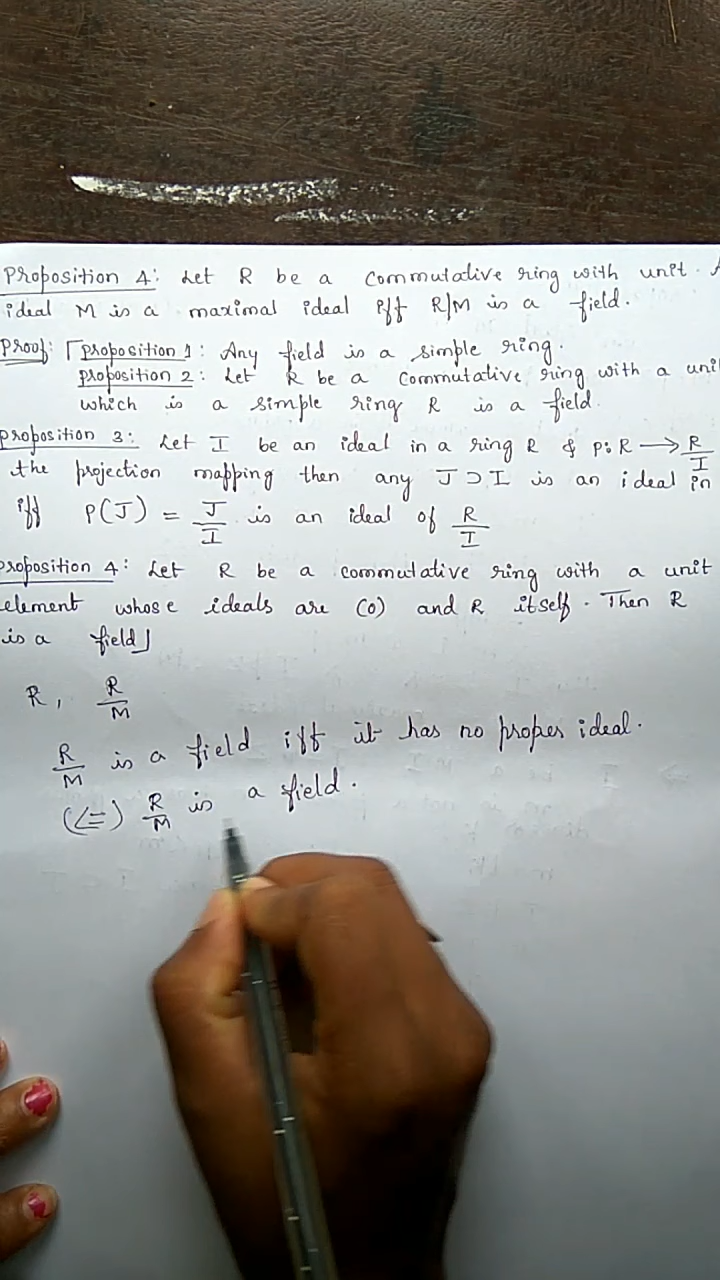 Proposition 4: Let R be a commutative ring with unit. A
ideal M is a maximal ideal iff R/M is a field.
Proof: ⌈ proposition 1: Any field is a simple ring.
proposition 2: Let R be a commutative ring with a uni
which is a simple ring R is a field.
proposition 3: Let I be an ideal in a ring R & p: R → R/I
the projection mapping then any J ⊃ I is an ideal in
iff P(J) = J/I is an ideal of R/I
proposition 4: Let R be a commutative ring with a unit
element whose ideals are (0) and R itself. Then R
is a field⌋
R, R/M
R/M is a field iff it has no proper ideal.
(<=) R/M is a field.